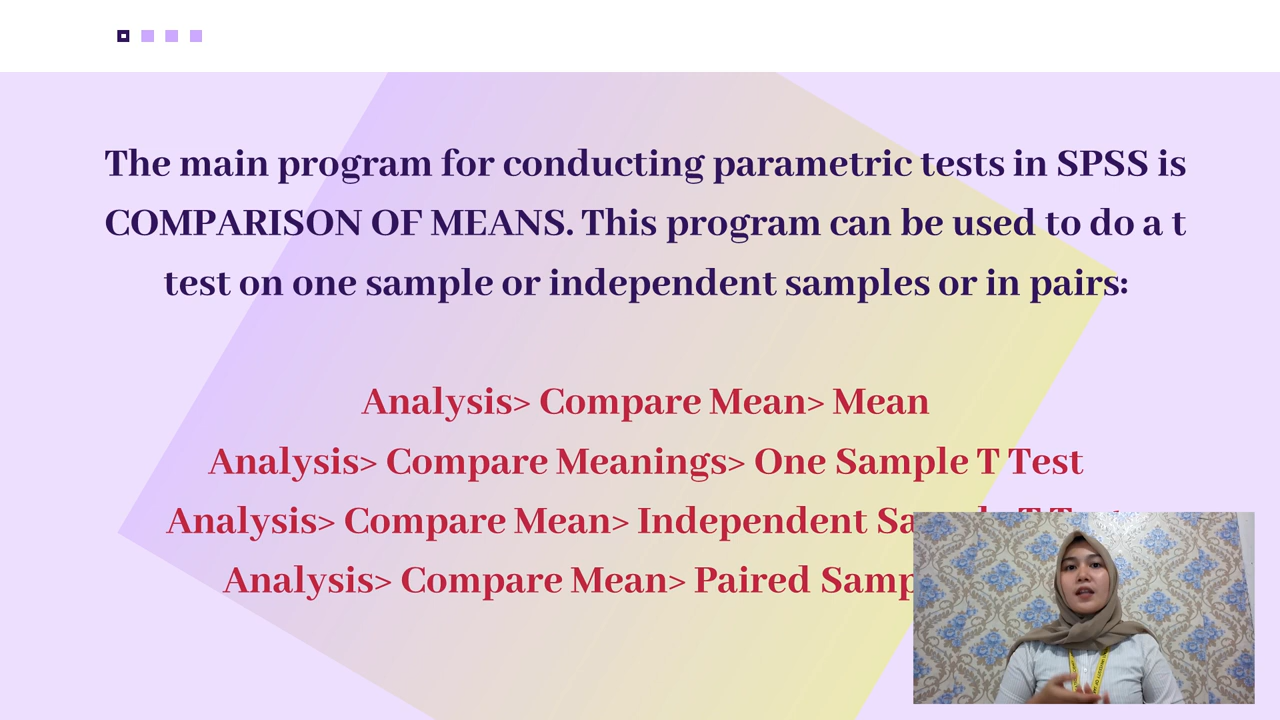 The main program for conducting parametric tests in SPSS is
COMPARISON OF MEANS. This program can be used to do a t
test on one sample or independent samples or in pairs:
Analysis> Compare Mean> Mean
Analysis> Compare Meanings> One Sample T Test
Analysis> Compare Mean> Independent
Analysis> Compare Mean> Paired